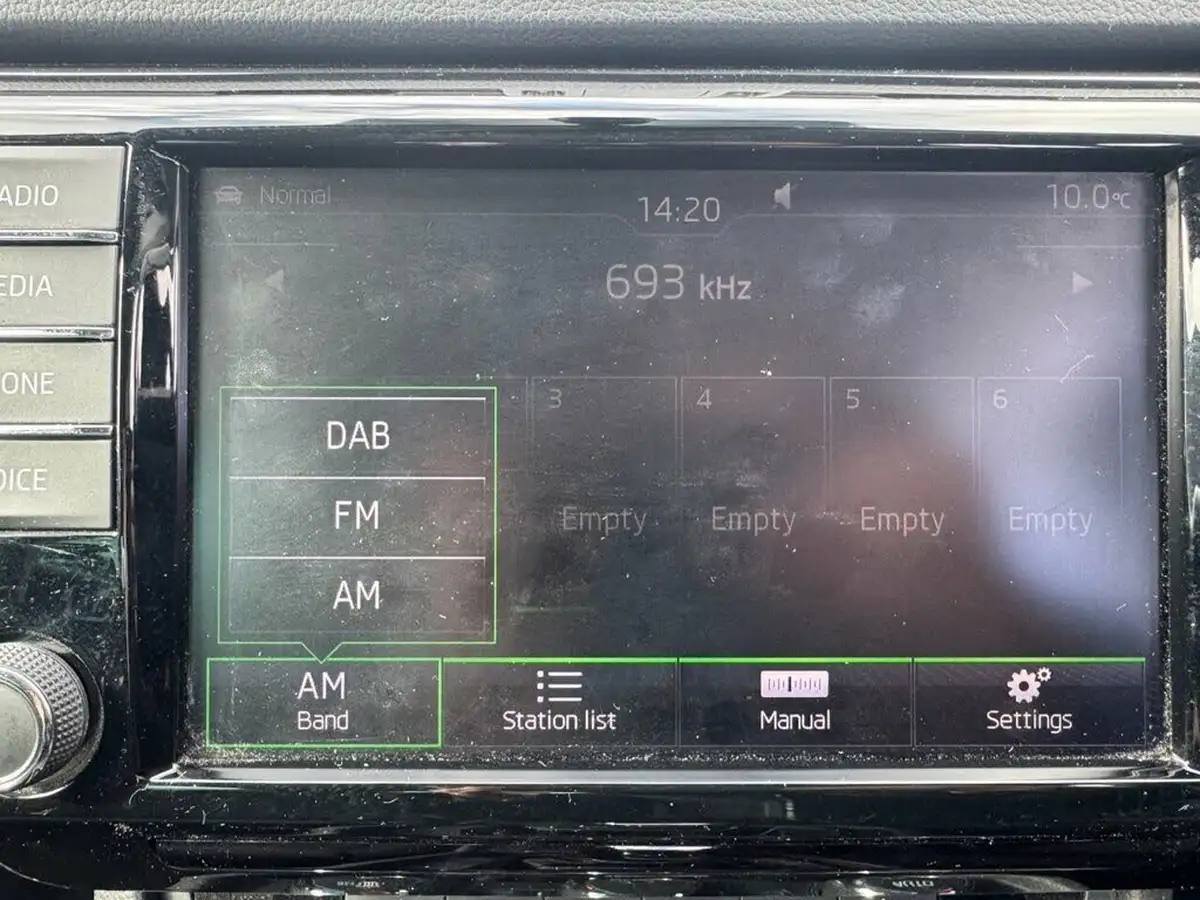 ADIO
EDIA
ONE
OICE
Normal
14:20
10.0°C
693 kHz
3
4
5
6
Empty
Empty
Empty
Empty
DAB
FM
AM
AM
Band
Station list
Manual
Settings
AUTO